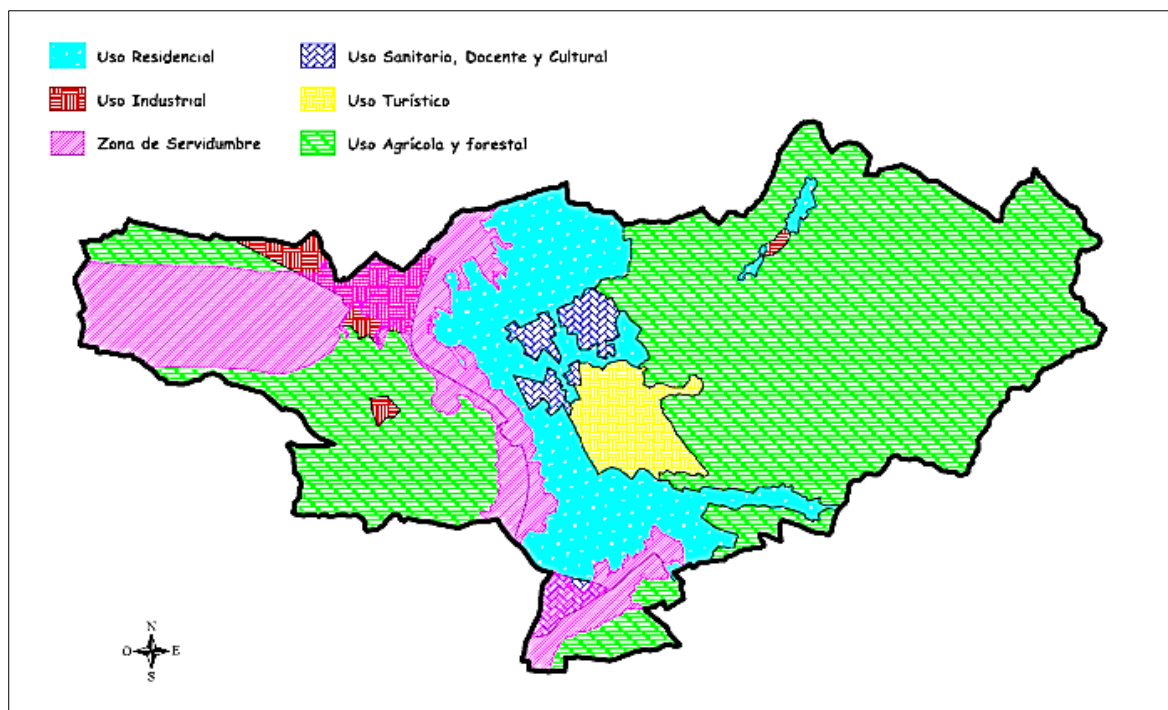 Uso Residencial
Uso Industrial
Zona de Servidumbre
Uso Sanitario, Docente y Cultural
Uso Turístico
Uso Agrícola y forestal
N
O E
S